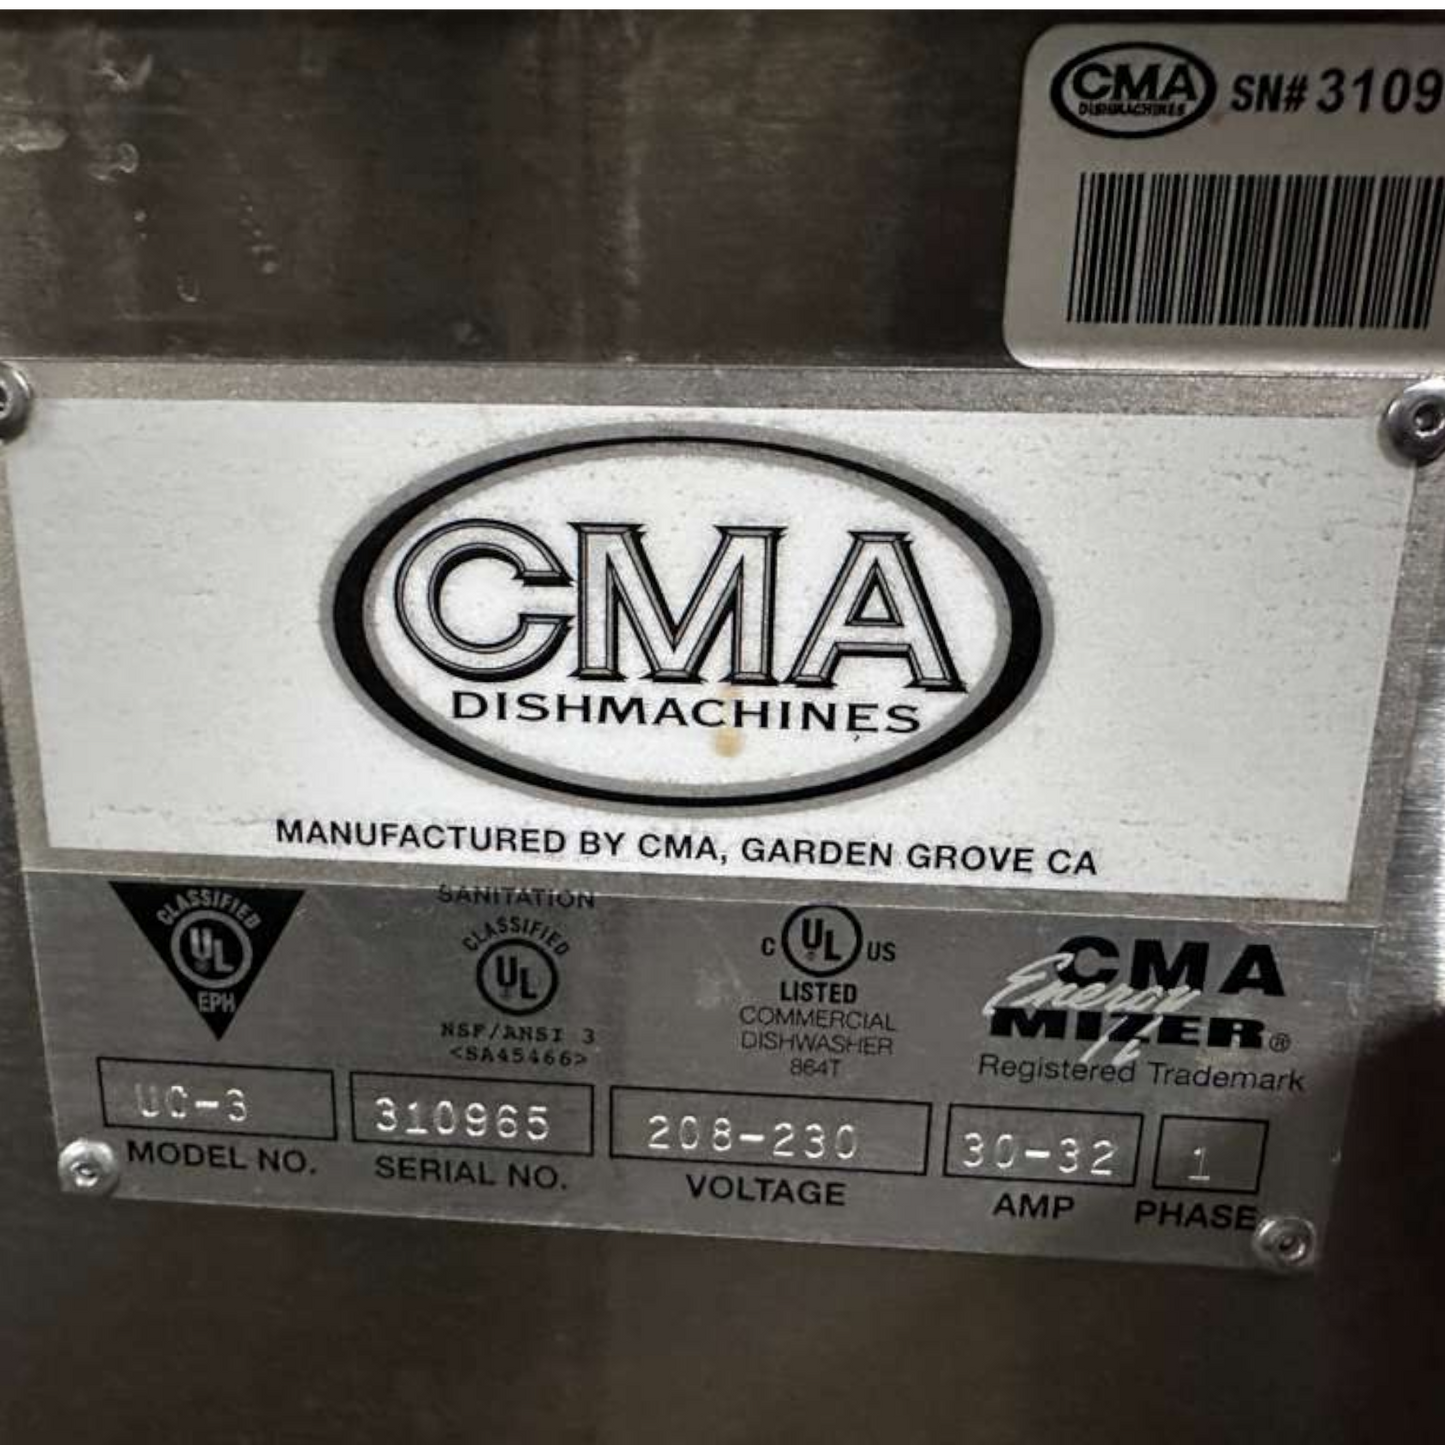 CMA DISHMACHINES SN# 3109
CMA
DISHMACHINES
MANUFACTURED BY CMA, GARDEN GROVE CA
CLASSIFIED
UL
EPH
SANITATION
CLASSIFIED
UL
NSF/ANSI 3
<SA45466>
C UL US
LISTED
COMMERCIAL
DISHWASHER
864T
CMA
Energy
MIZER®
Registered Trademark
UC-3
MODEL NO.
310965
SERIAL NO.
208-230
VOLTAGE
30-32
AMP
1
PHASE